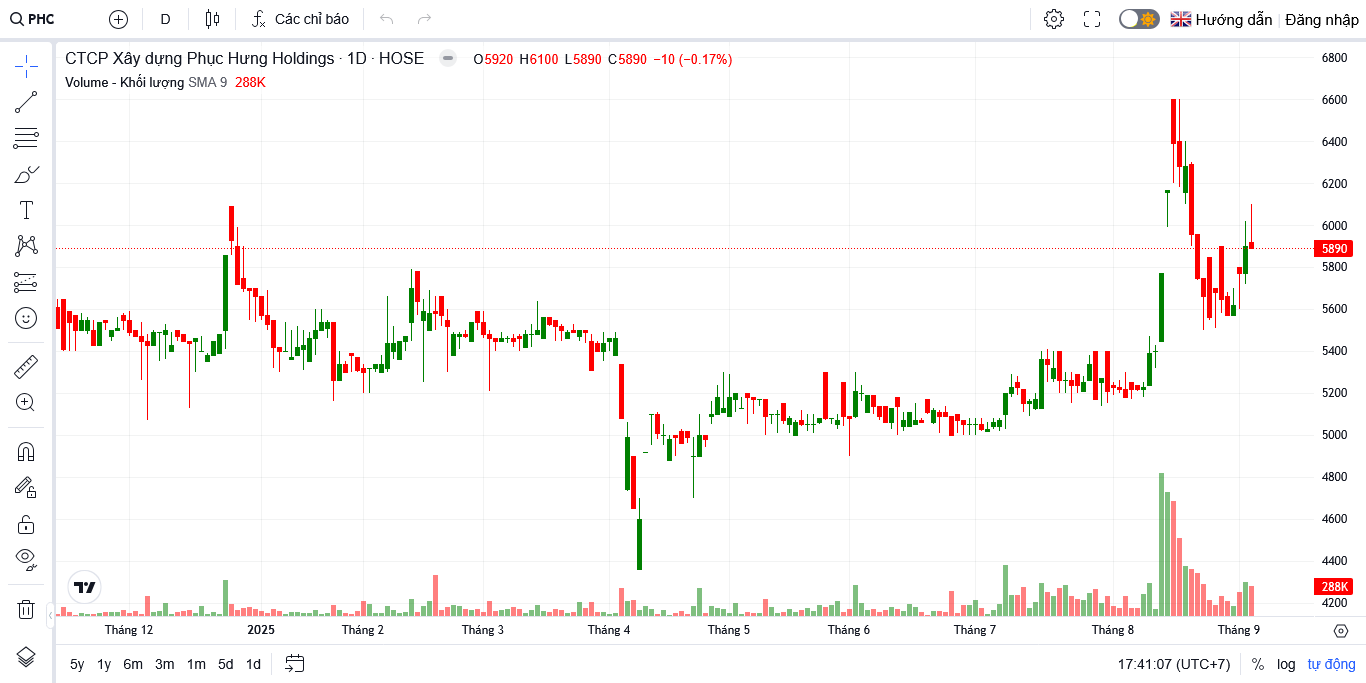 PHC D Các chỉ báo Hướng dẫn Đăng nhập
CTCP Xây dựng Phục Hưng Holdings · 1D · HOSE O5920 H6100 L5890 C5890 −10 (−0.17%)
Volume - Khối lượng SMA 9 288K
6800
6600
6400
6200
6000
5890
5800
5600
5400
5200
5000
4800
4600
4400
288K
4200
Tháng 12 2025 Tháng 2 Tháng 3 Tháng 4 Tháng 5 Tháng 6 Tháng 7 Tháng 8 Tháng 9
5y 1y 6m 3m 1m 5d 1d 17:41:07 (UTC+7) % log tự động